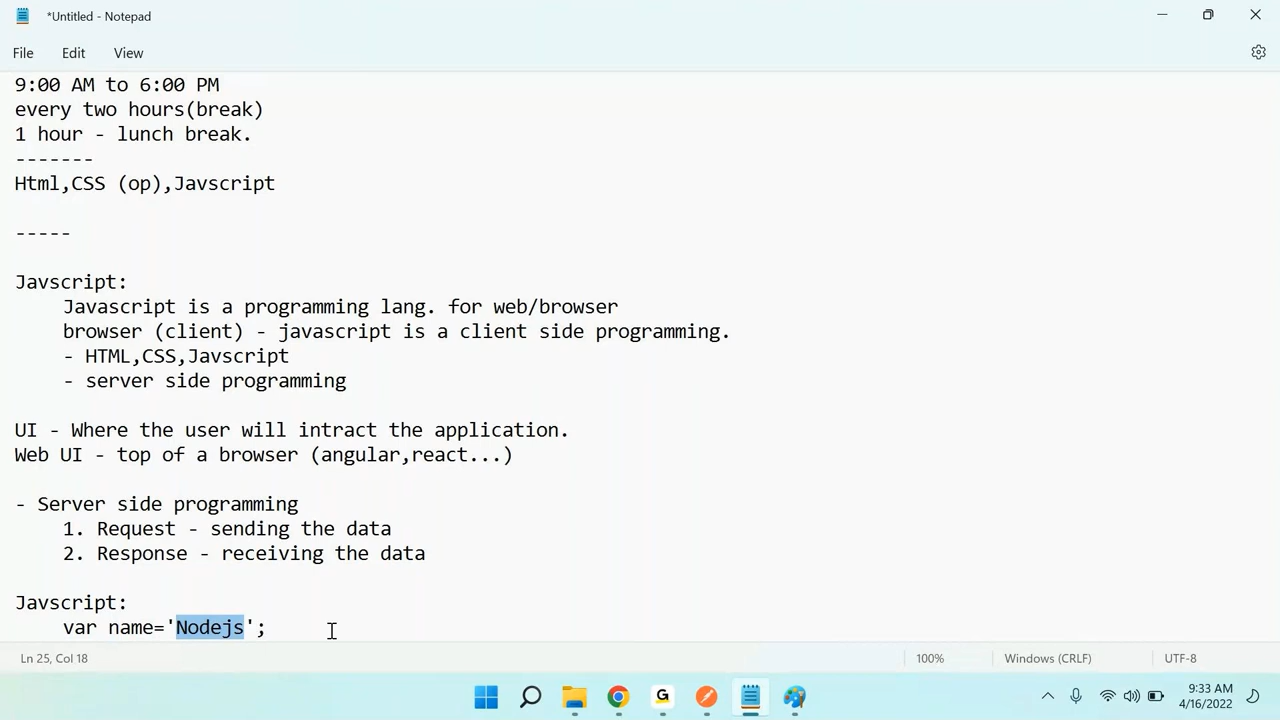 *Untitled - Notepad
File Edit View
9:00 AM to 6:00 PM
every two hours(break)
1 hour - lunch break.
-------
Html,CSS (op),Javscript
-----
Javscript:
Javascript is a programming lang. for web/browser
browser (client) - javascript is a client side programming.
- HTML,CSS,Javscript
- server side programming
UI - Where the user will intract the application.
Web UI - top of a browser (angular,react...)
- Server side programming
1. Request - sending the data
2. Response - receiving the data
Javscript:
var name='Nodejs';
Ln 25, Col 18 100% Windows (CRLF) UTF-8
G
9:33 AM
4/16/2022